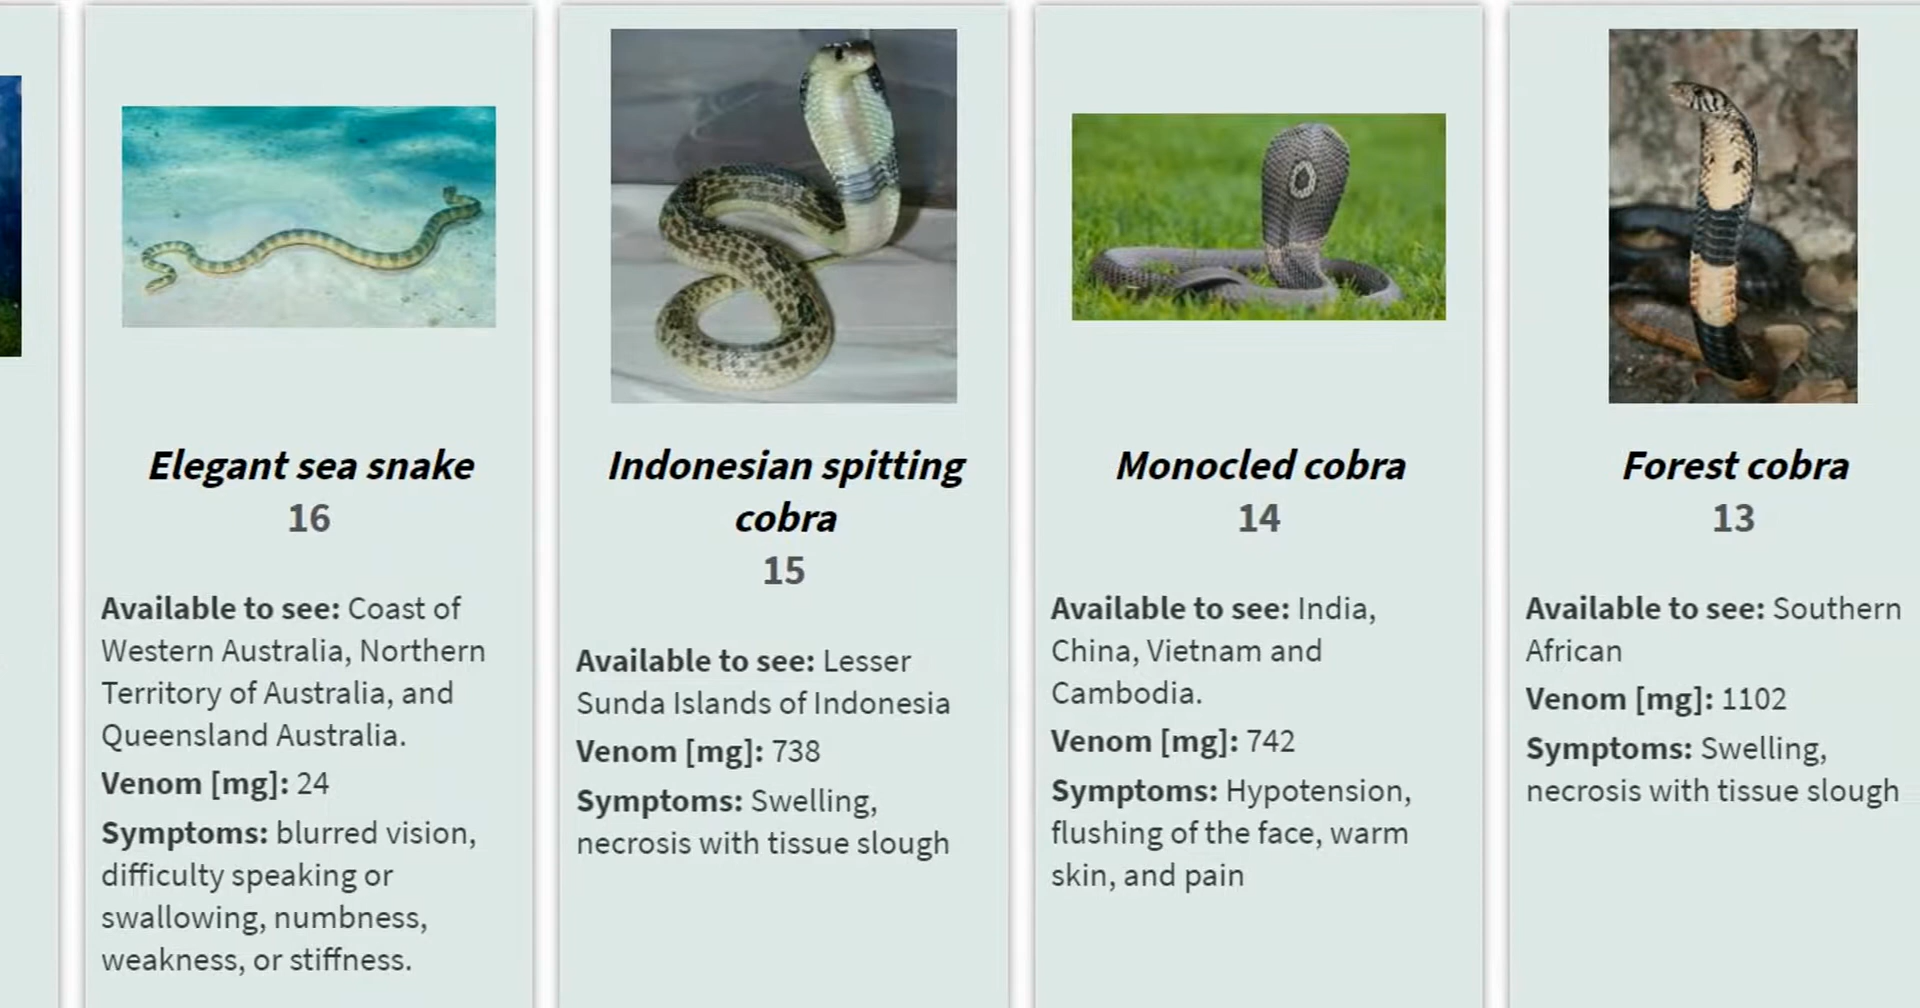 Elegant sea snake
16
Available to see: Coast of
Western Australia, Northern
Territory of Australia, and
Queensland Australia.
Venom [mg]: 24
Symptoms: blurred vision,
difficulty speaking or
swallowing, numbness,
weakness, or stiffness.
Indonesian spitting
cobra
15
Available to see: Lesser
Sunda Islands of Indonesia
Venom [mg]: 738
Symptoms: Swelling,
necrosis with tissue slough
Monocled cobra
14
Available to see: India,
China, Vietnam and
Cambodia.
Venom [mg]: 742
Symptoms: Hypotension,
flushing of the face, warm
skin, and pain
Forest cobra
13
Available to see: Southern
African
Venom [mg]: 1102
Symptoms: Swelling,
necrosis with tissue slough